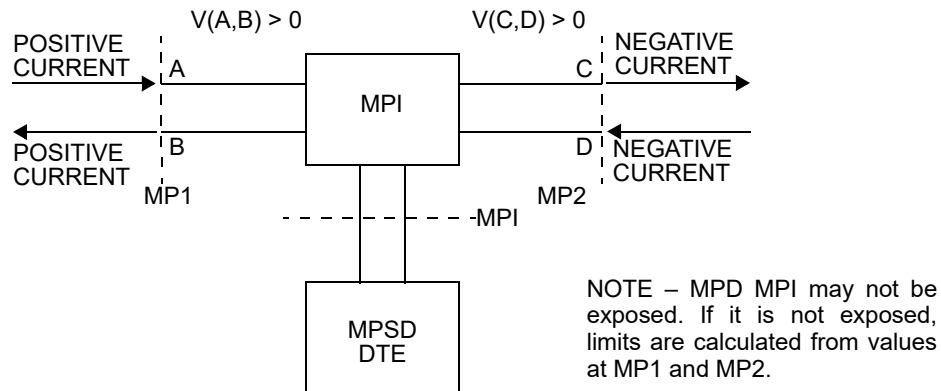 V(A,B) > 0
V(C,D) > 0
POSITIVE
CURRENT
NEGATIVE
CURRENT
A
C
MPI
B
D
POSITIVE
CURRENT
NEGATIVE
CURRENT
MP1
MP2
MPI
MPSD
DTE
NOTE – MPD MPI may not be
exposed. If it is not exposed,
limits are calculated from values
at MP1 and MP2.